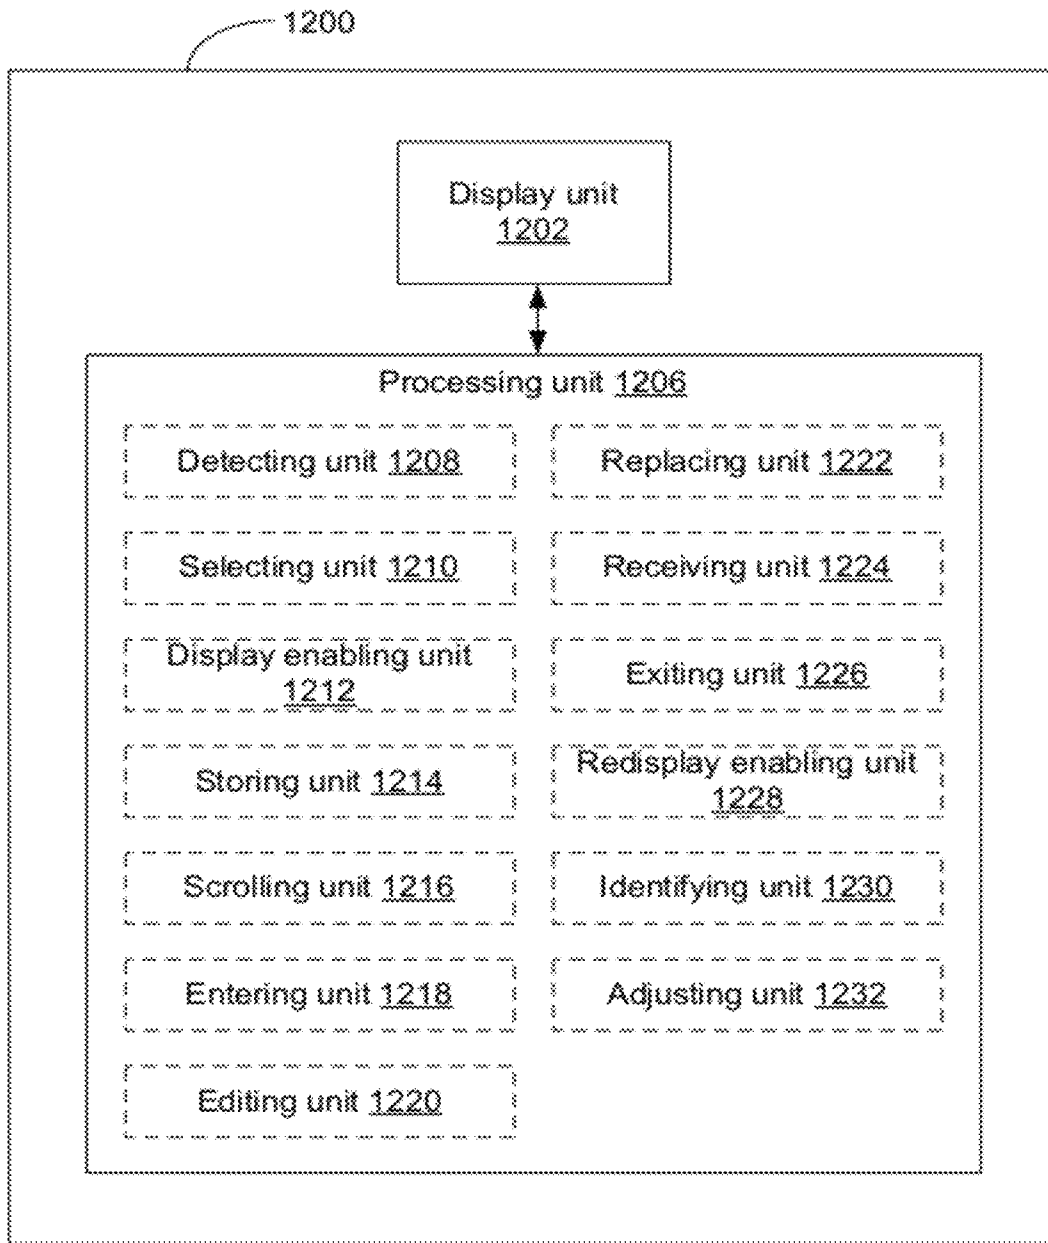 1200
Display unit
1202
Processing unit 1206
Detecting unit 1208
Selecting unit 1210
Display enabling unit
1212
Storing unit 1214
Scrolling unit 1216
Entering unit 1218
Editing unit 1220
Replacing unit 1222
Receiving unit 1224
Exiting unit 1226
Redisplay enabling unit
1228
Identifying unit 1230
Adjusting unit 1232